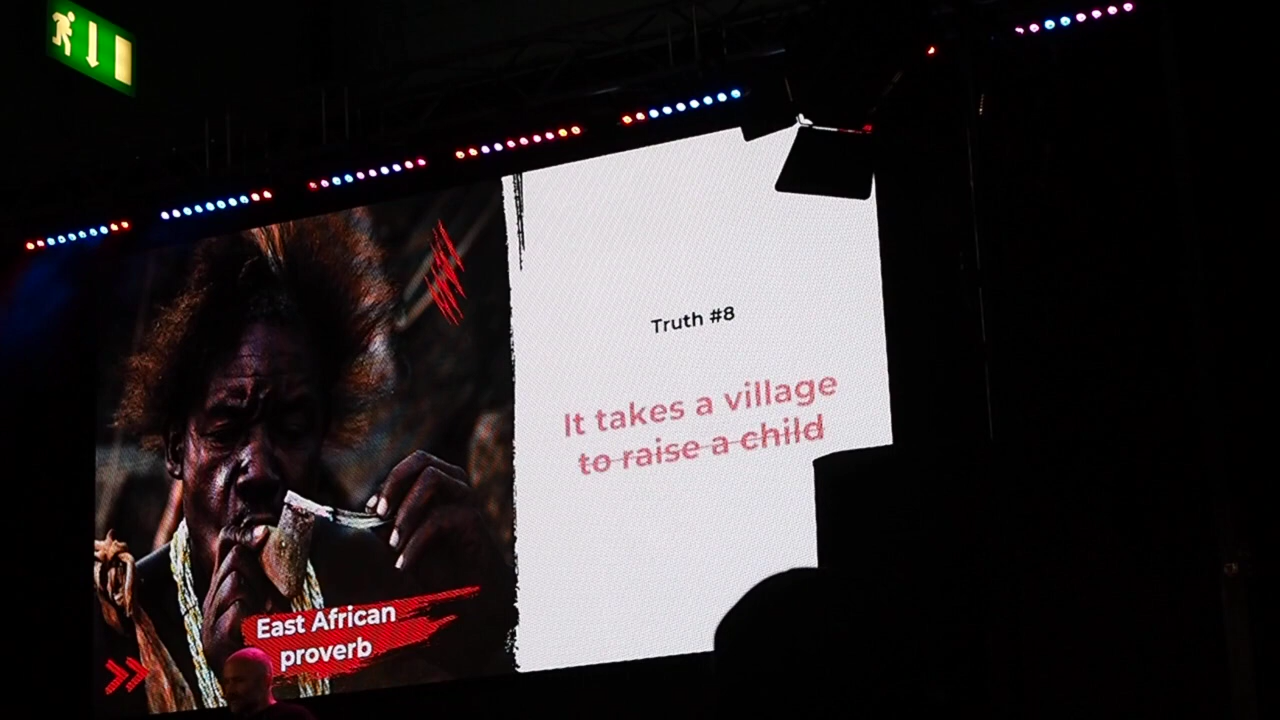 Truth #8
It takes a village
to raise a child
East African
proverb